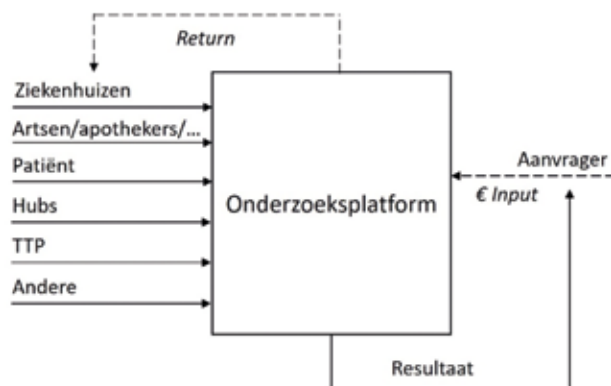 Return
Ziekenhuizen
Artsen/apothekers/...
Patiënt
Hubs
TTP
Andere
Onderzoeksplatform
Aanvrager
€ Input
Resultaat